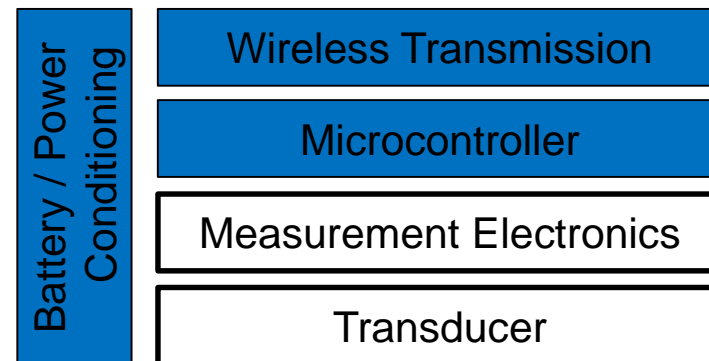 Battery / Power
Conditioning
Wireless Transmission
Microcontroller
Measurement Electronics
Transducer